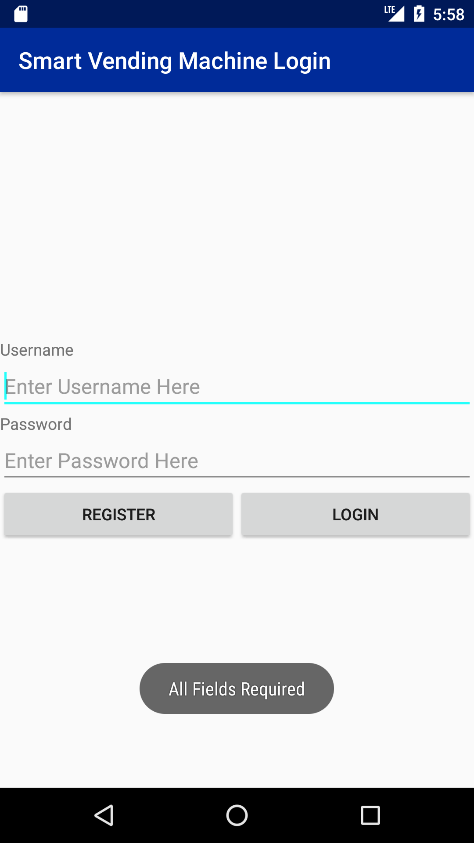 LTE 5:58
Smart Vending Machine Login
Username
Enter Username Here
Password
Enter Password Here
REGISTER LOGIN
All Fields Required